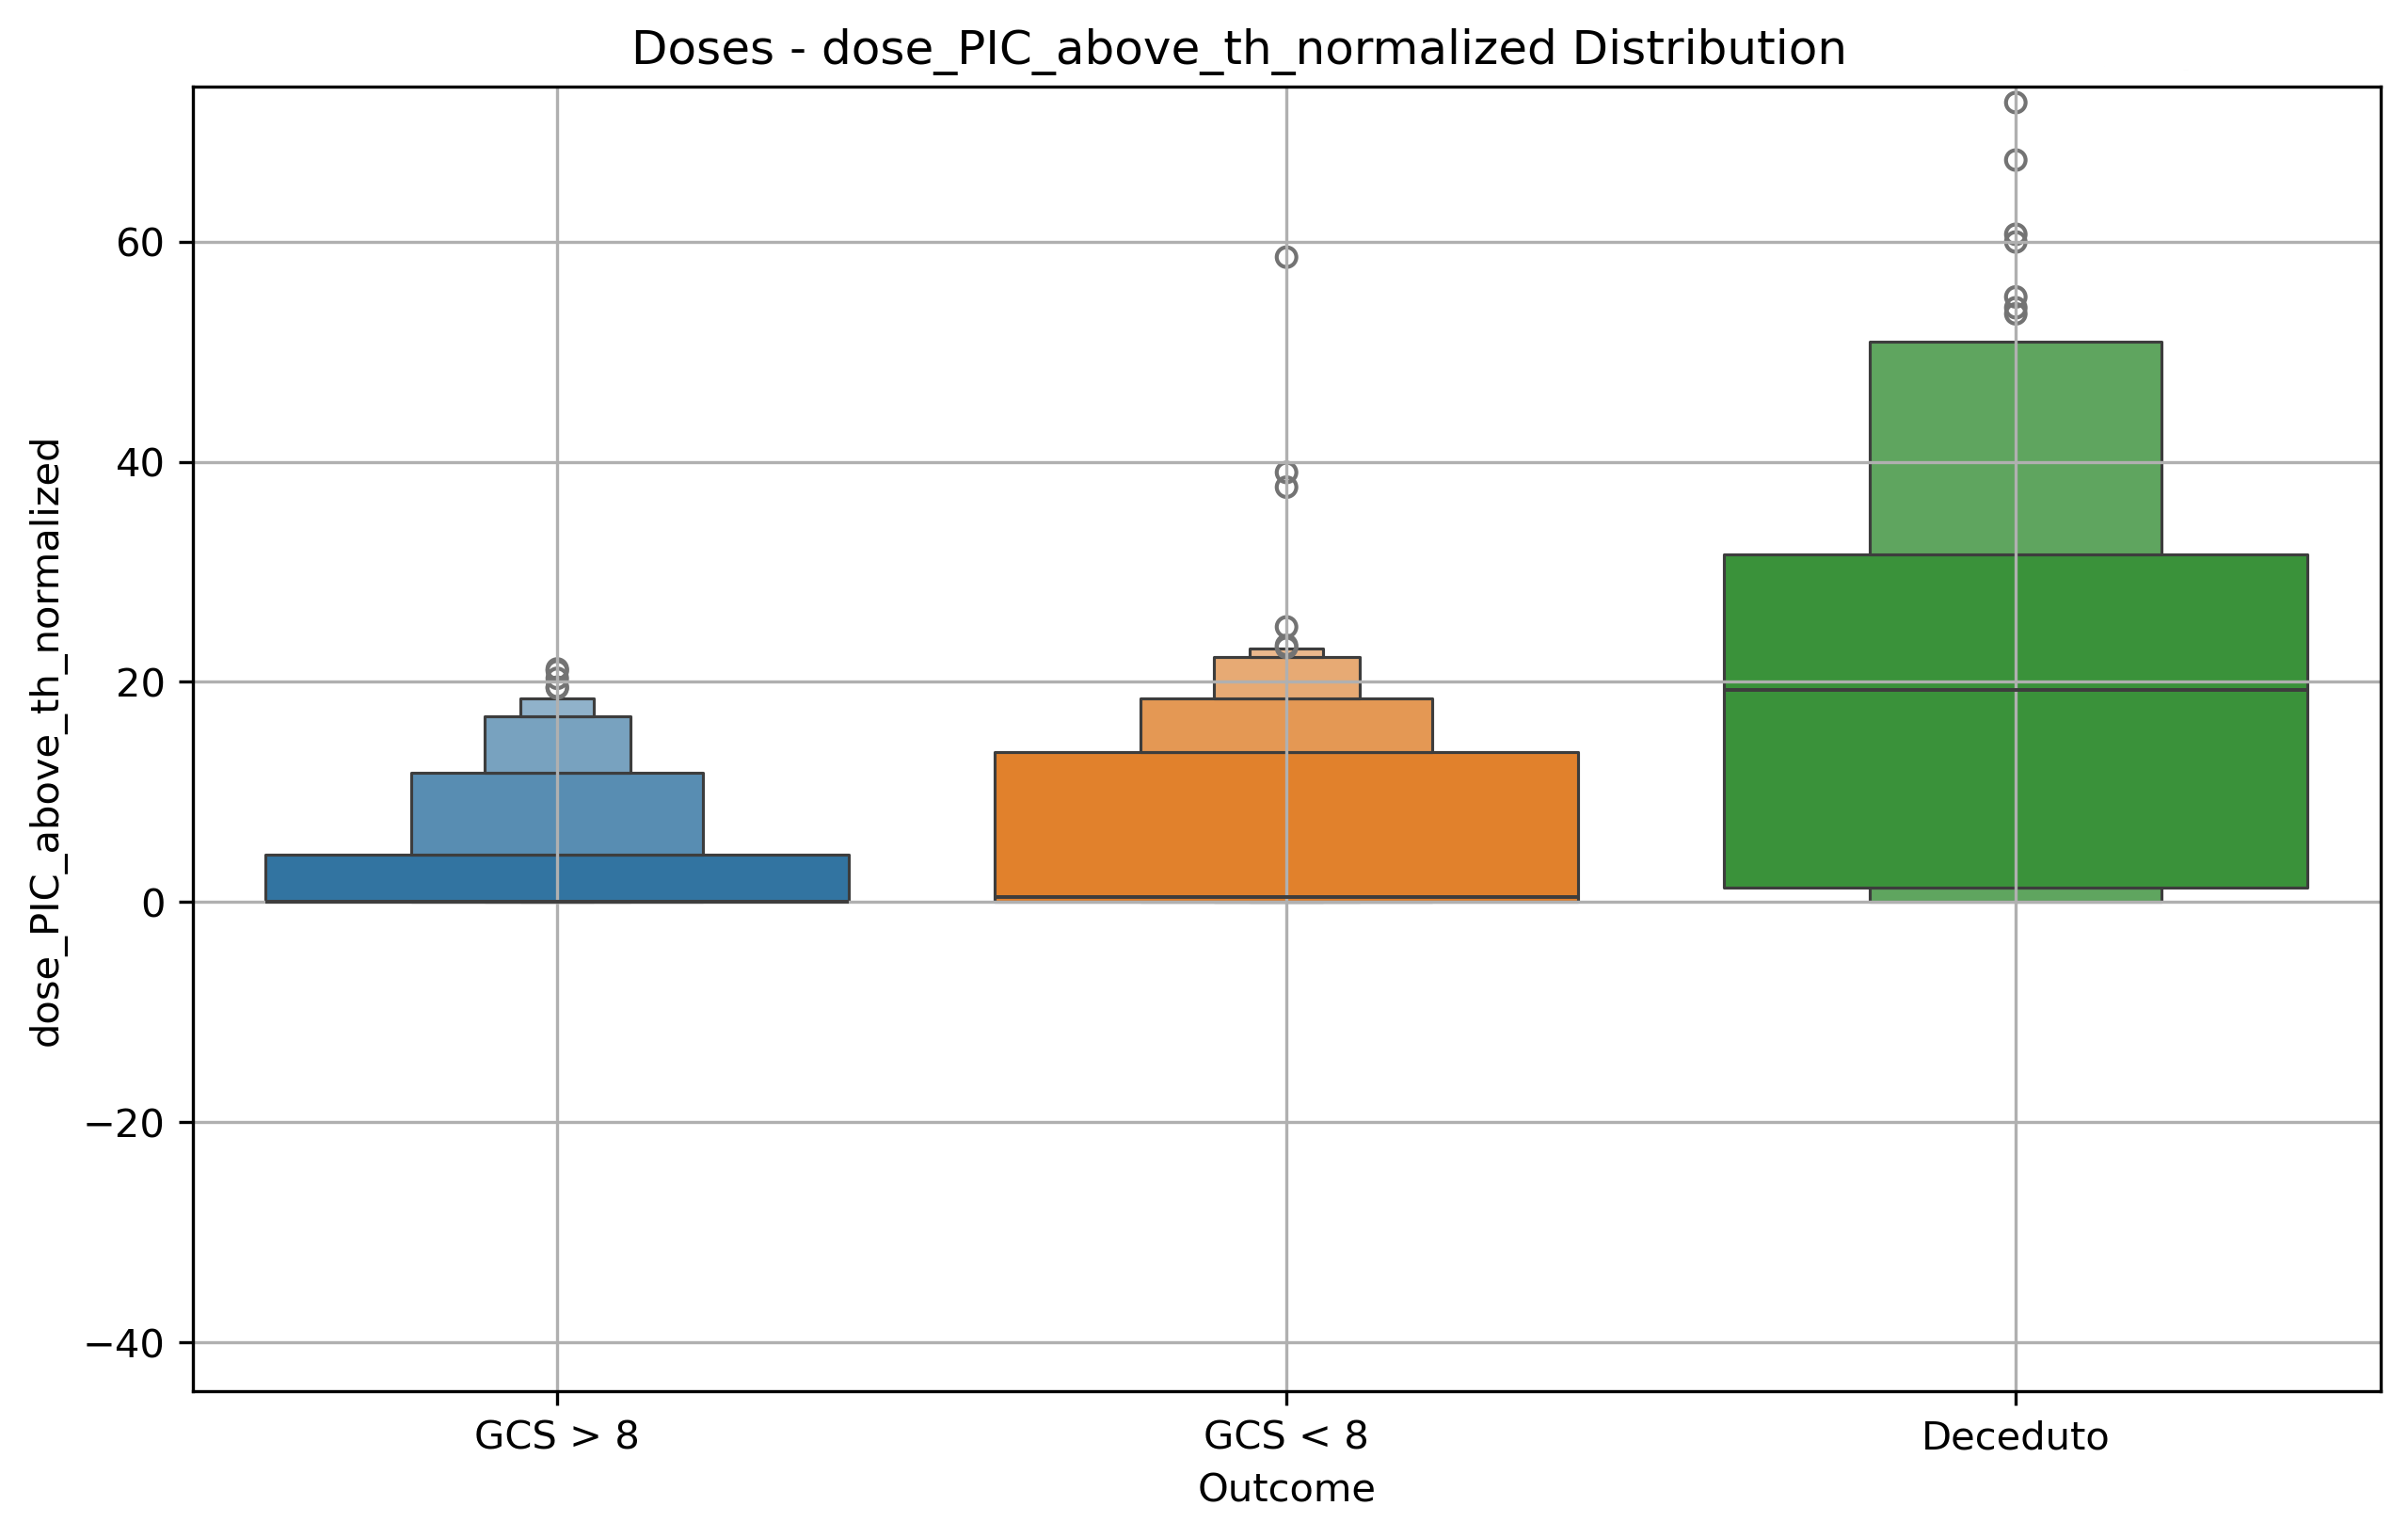 Doses - dose_PIC_above_th_normalized Distribution
dose_PIC_above_th_normalized
60
40
20
0
−20
−40
GCS > 8
GCS < 8
Deceduto
Outcome